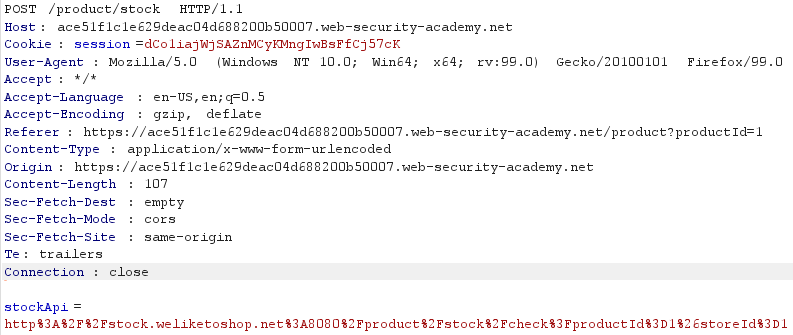 POST /product/stock HTTP/1.1
Host : ace51f1c1e629deac04d688200b50007.web-security-academy.net
Cookie : session =dCo1iajWjSAZnMCyKMngIwBsFfCj57cK
User-Agent : Mozilla/5.0 (Windows NT 10.0; Win64; x64; rv:99.0) Gecko/20100101 Firefox/99.0
Accept : */*
Accept-Language : en-US,en;q=0.5
Accept-Encoding : gzip, deflate
Referer : https://ace51f1c1e629deac04d688200b50007.web-security-academy.net/product?productId=1
Content-Type : application/x-www-form-urlencoded
Origin : https://ace51f1c1e629deac04d688200b50007.web-security-academy.net
Content-Length : 107
Sec-Fetch-Dest : empty
Sec-Fetch-Mode : cors
Sec-Fetch-Site : same-origin
Te : trailers
Connection : close
stockApi =
http%3A%2F%2Fstock.weliketoshop.net%3A8080%2Fproduct%2Fstock%2Fcheck%3FproductId%3D1%26storeId%3D1